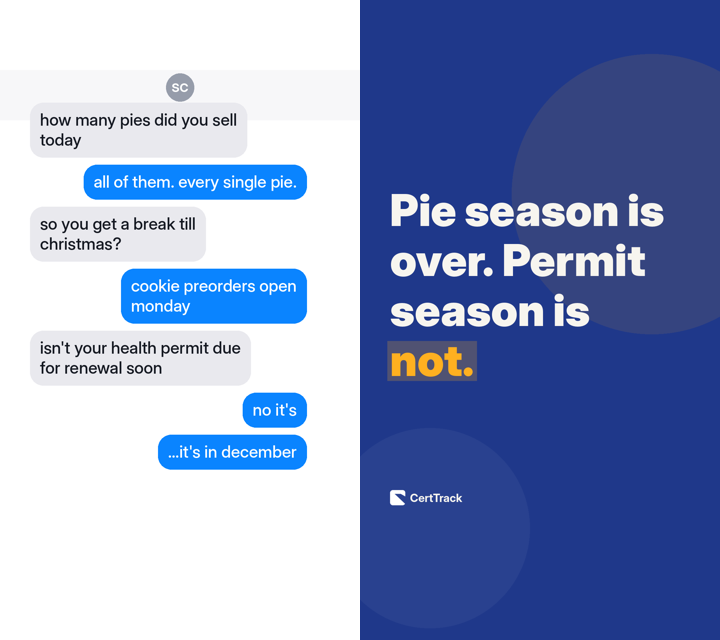 SC
how many pies did you sell
today
all of them. every single pie.
so you get a break till
christmas?
cookie preorders open
monday
isn't your health permit due
for renewal soon
no it's
...it's in december
Pie season is
over. Permit
season is
not.
CertTrack